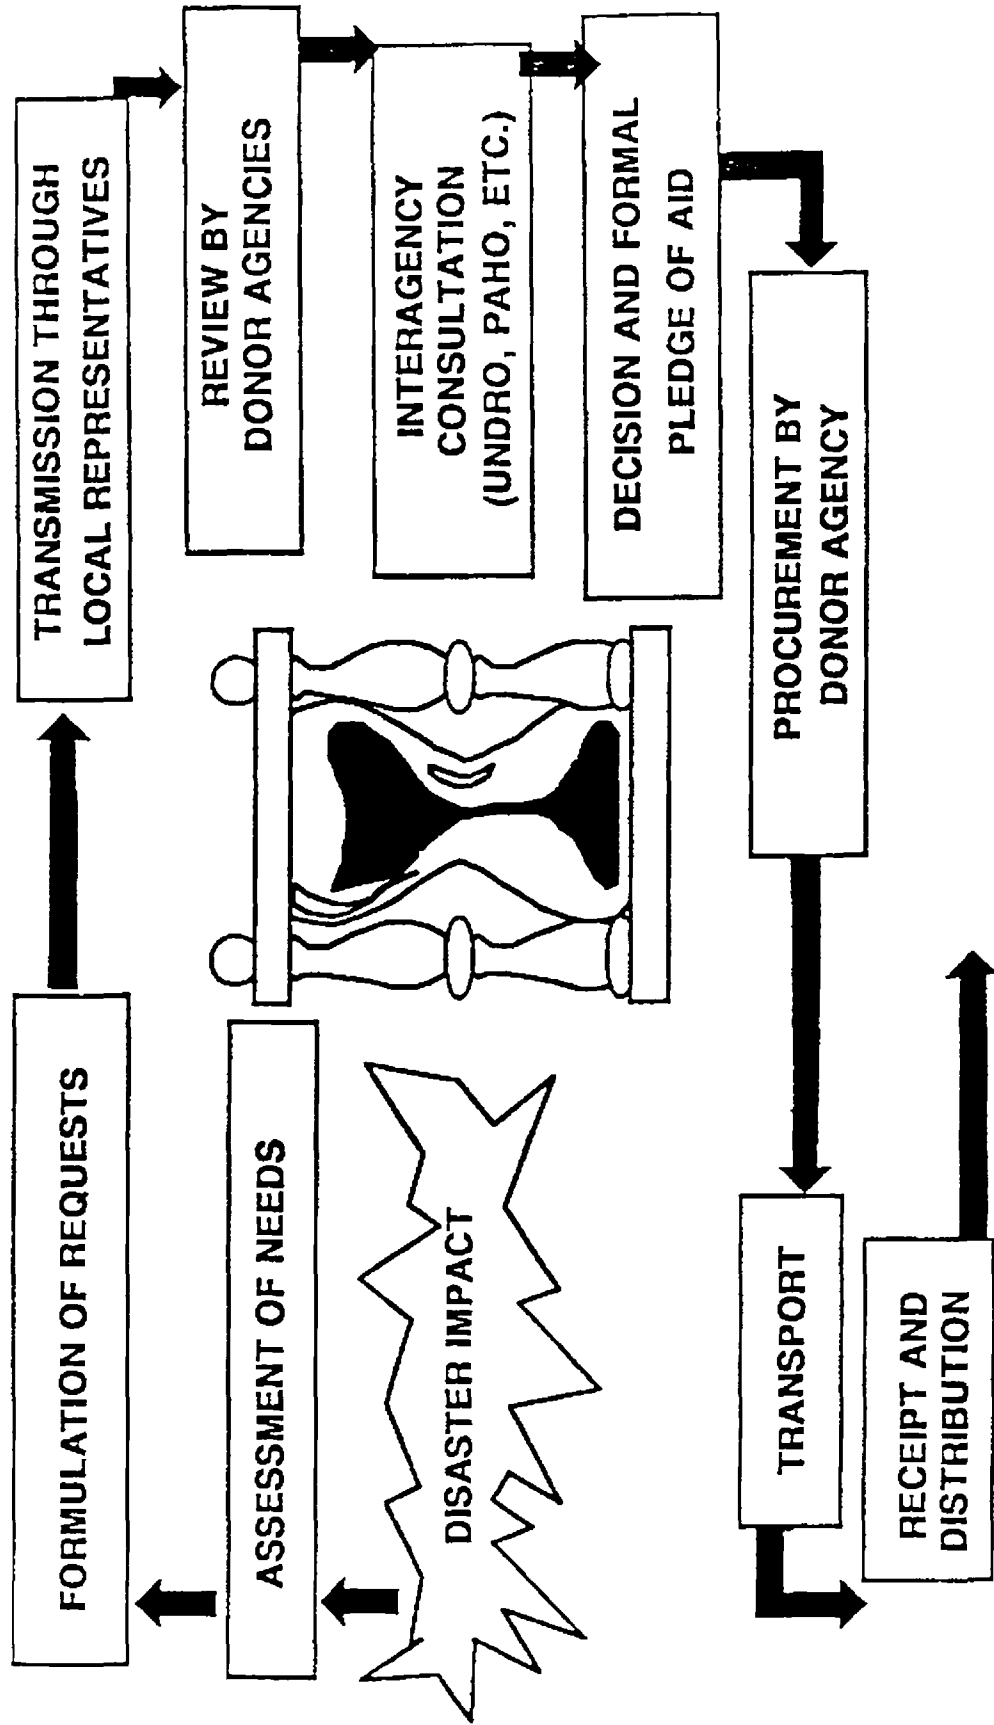 DISASTER IMPACT
ASSESSMENT OF NEEDS
FORMULATION OF REQUESTS
TRANSMISSION THROUGH
LOCAL REPRESENTATIVES
REVIEW BY
DONOR AGENCIES
INTERAGENCY
CONSULTATION
(UNDRO, PAHO, ETC.)
DECISION AND FORMAL
PLEDGE OF AID
PROCUREMENT BY
DONOR AGENCY
TRANSPORT
RECEIPT AND
DISTRIBUTION